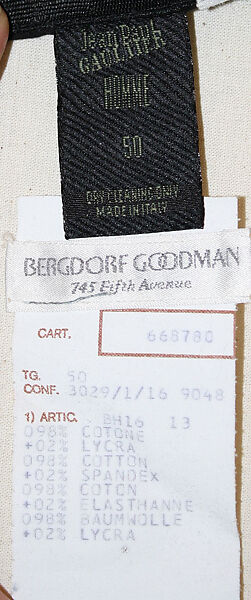 Jean Paul
GAULTIER
HOMME
50
DRY CLEANING ONLY
MADE IN ITALY
BERGDORF GOODMAN
745 Fifth Avenue
CART. 668780
TG. 50
CONF. 3029/1/16 9048
1) ARTIC. - BH16 13
098% COTONE
+02% LYCRA
098% COTTON
+02% SPANDEX
098% COTON
+02% ELASTHANNE
098% BAUMWOLLE
+02% LYCRA